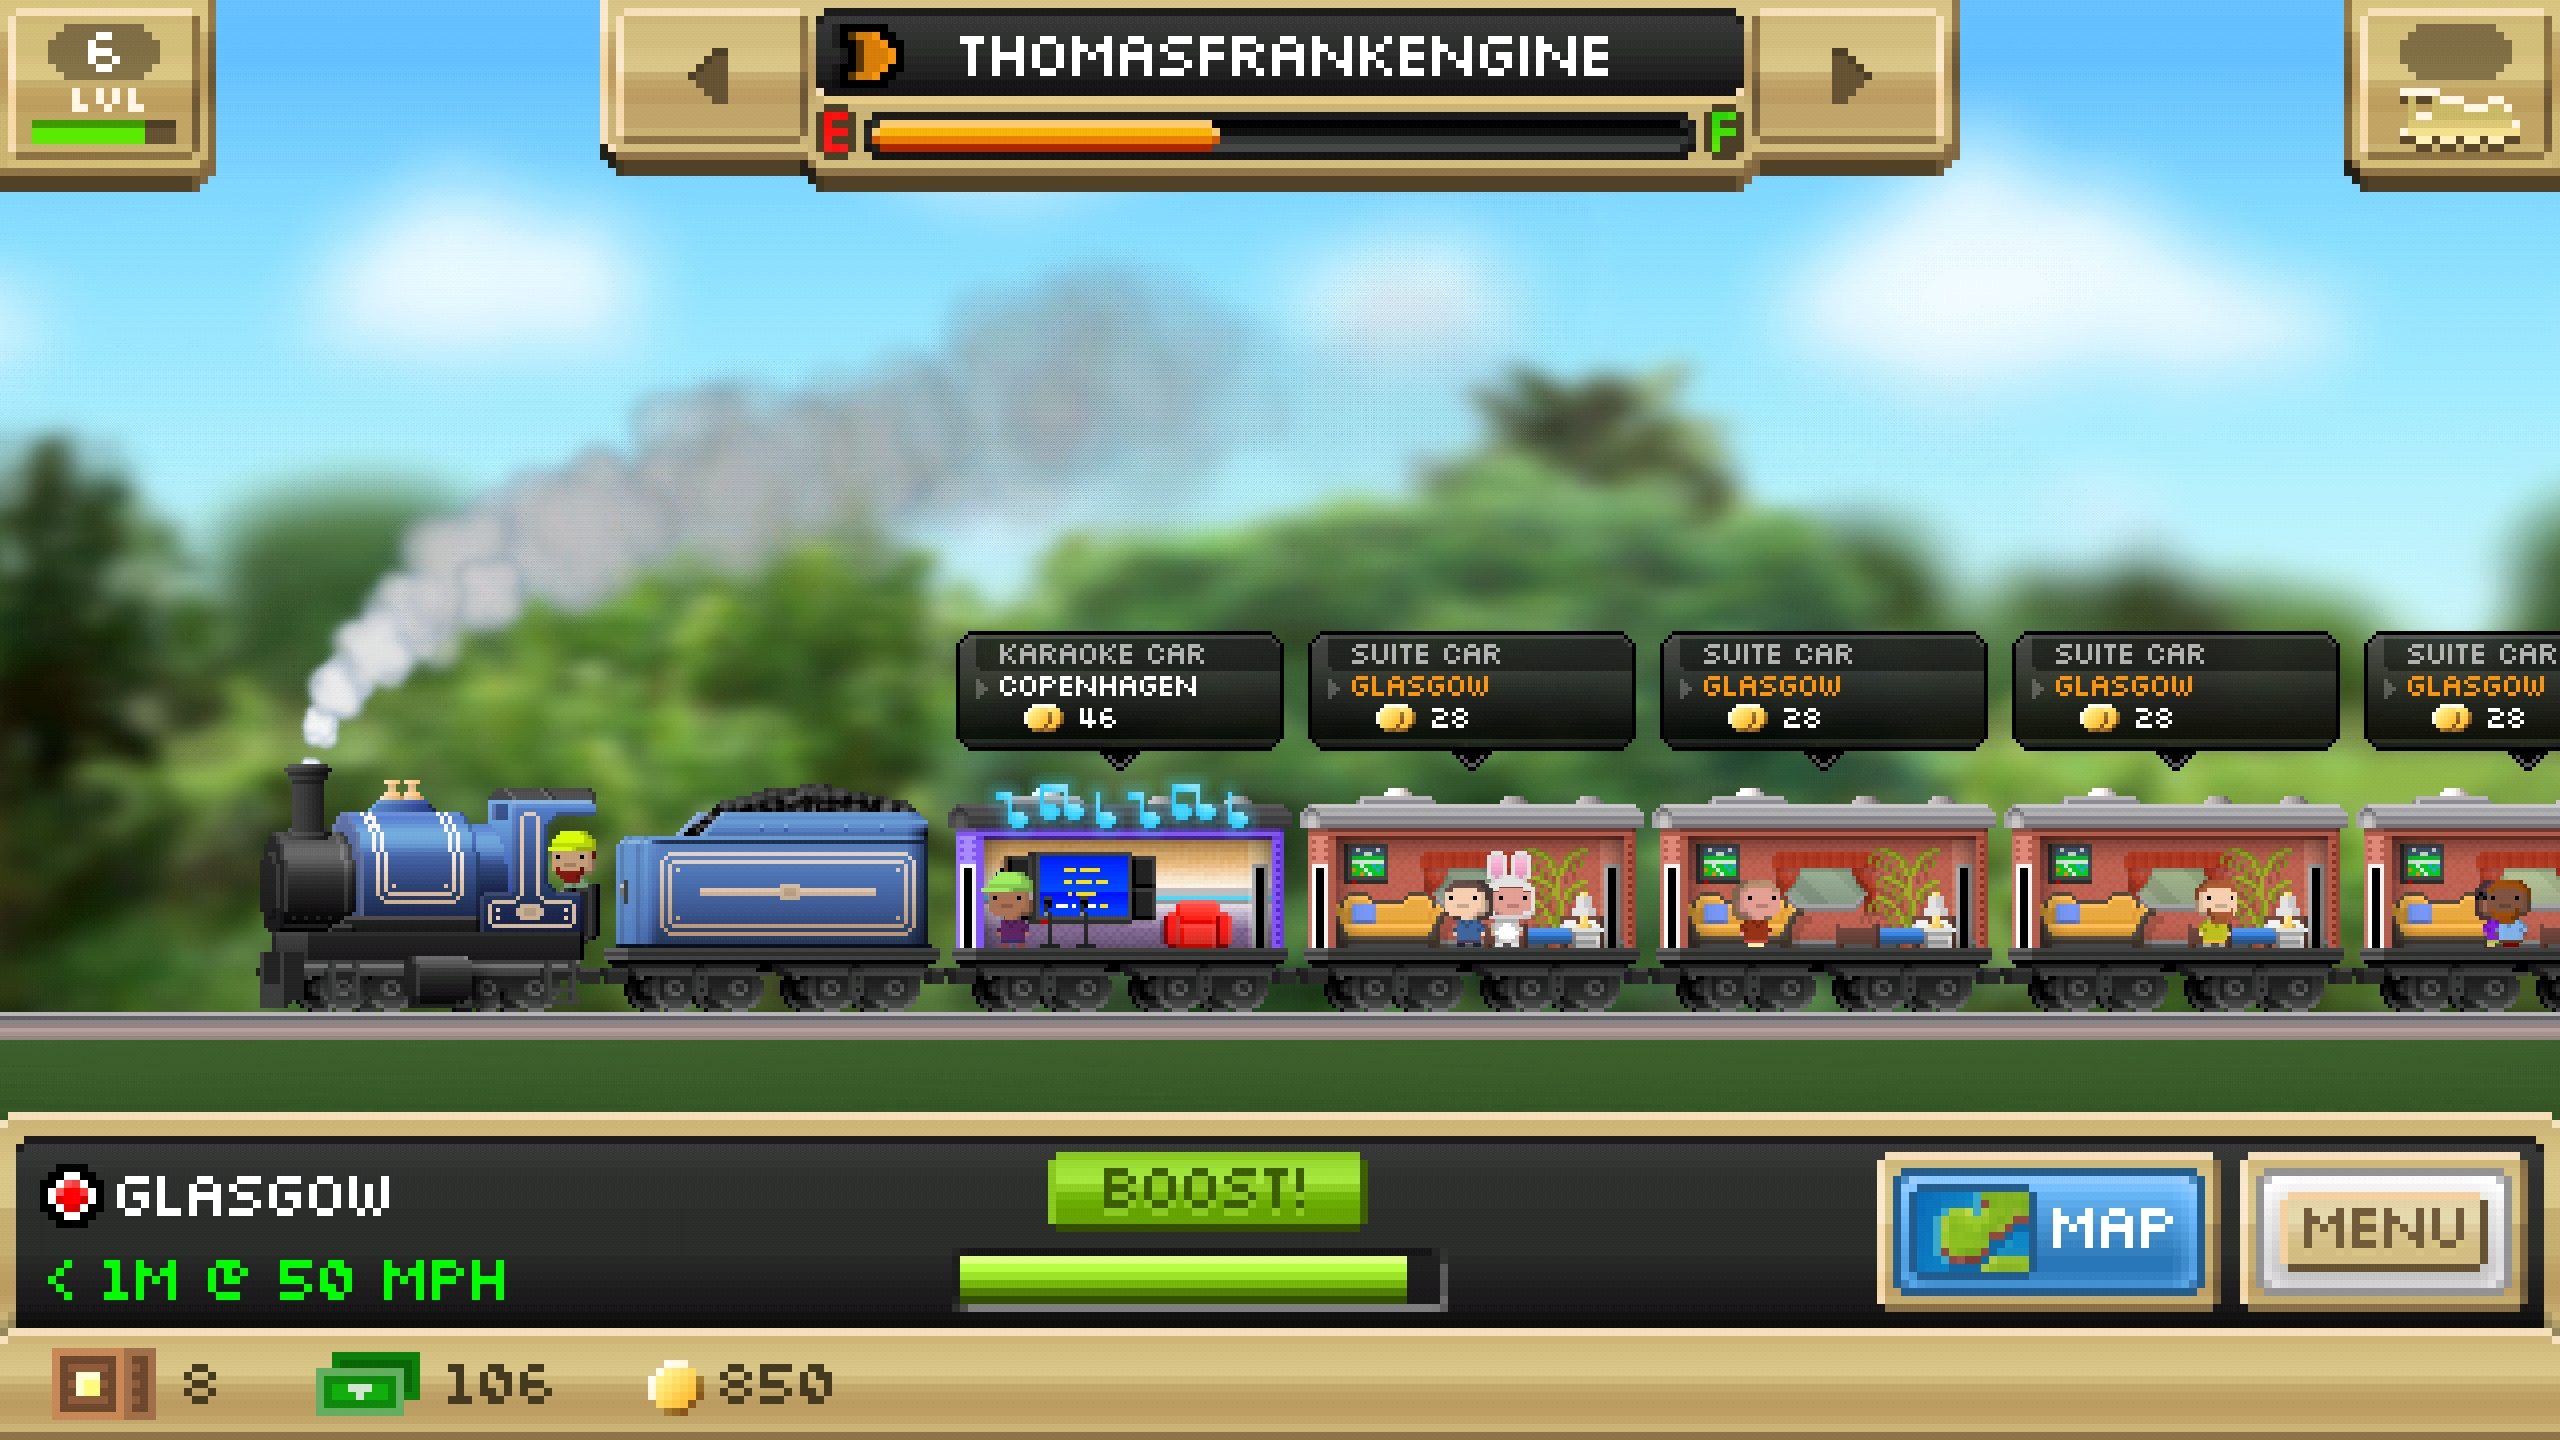 6
LVL
THOMASFRANKENGINE
E F
KARAOKE CAR
COPENHAGEN
46
SUITE CAR
GLASGOW
28
SUITE CAR
GLASGOW
28
SUITE CAR
GLASGOW
28
SUITE CAR
GLASGOW
28
GLASGOW
< 1M @ 50 MPH
BOOST!
MAP
MENU
8
106
850